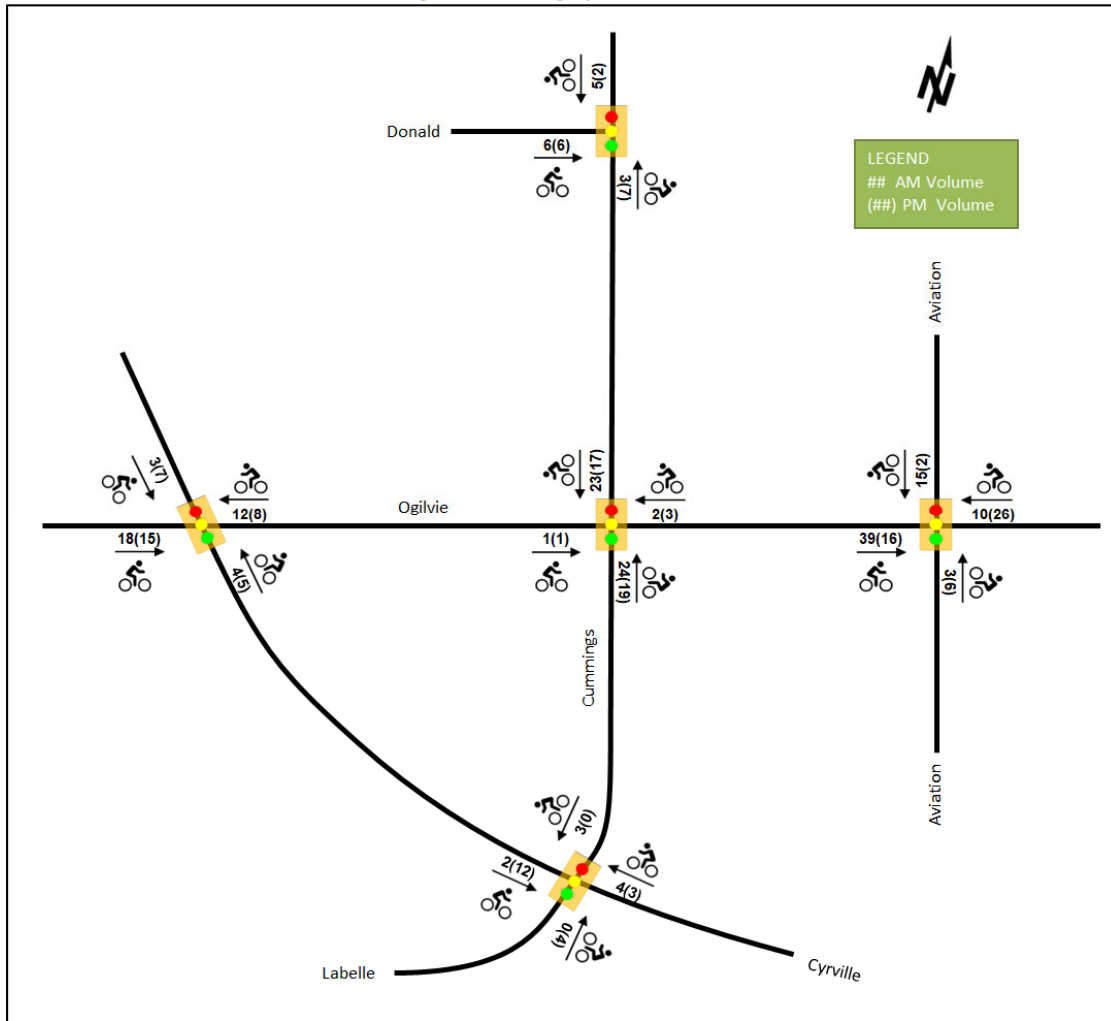 5(2)
Donald
6(6)
3(7)
N
LEGEND
## AM Volume
(##) PM Volume
Aviation
3(7)
12(8)
Ogilvie
23(17)
2(3)
15(2)
10(26)
18(15)
4(5)
1(1)
24(19)
39(16)
3(6)
Cummings
Aviation
3(0)
2(12)
4(3)
0(4)
Labelle
Cyrville